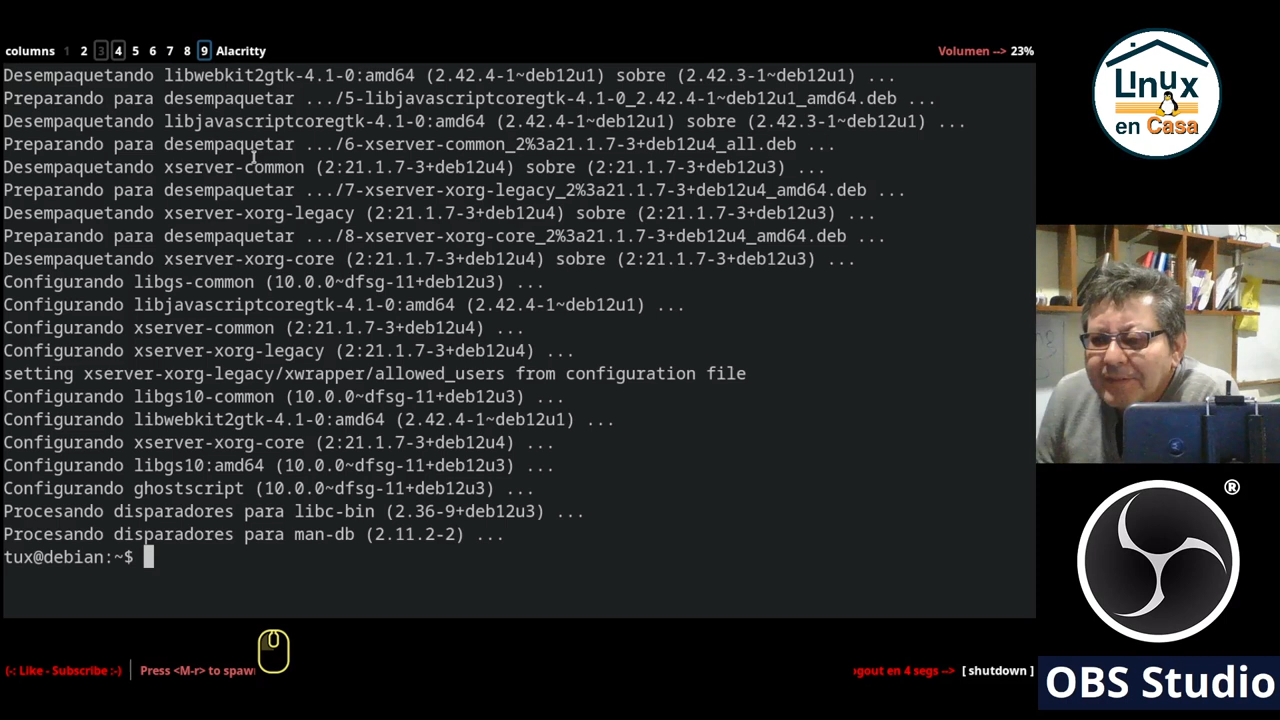 columns 1 2 3 4 5 6 7 8 9 Alacritty
Volumen --> 23%
Desempaquetando libwebkit2gtk-4.1-0:amd64 (2.42.4-1~deb12u1) sobre (2.42.3-1~deb12u1) ...
Preparando para desempaquetar .../5-libjavascriptcoregtk-4.1-0_2.42.4-1~deb12u1_amd64.deb ...
Desempaquetando libjavascriptcoregtk-4.1-0:amd64 (2.42.4-1~deb12u1) sobre (2.42.3-1~deb12u1) ...
Preparando para desempaquetar .../6-xserver-common_2%3a21.1.7-3+deb12u4_all.deb ...
Desempaquetando xserver-common (2:21.1.7-3+deb12u4) sobre (2:21.1.7-3+deb12u3) ...
Preparando para desempaquetar .../7-xserver-xorg-legacy_2%3a21.1.7-3+deb12u4_amd64.deb ...
Desempaquetando xserver-xorg-legacy (2:21.1.7-3+deb12u4) sobre (2:21.1.7-3+deb12u3) ...
Preparando para desempaquetar .../8-xserver-xorg-core_2%3a21.1.7-3+deb12u4_amd64.deb ...
Desempaquetando xserver-xorg-core (2:21.1.7-3+deb12u4) sobre (2:21.1.7-3+deb12u3) ...
Configurando libgs-common (10.0.0~dfsg-11+deb12u3) ...
Configurando libjavascriptcoregtk-4.1-0:amd64 (2.42.4-1~deb12u1) ...
Configurando xserver-common (2:21.1.7-3+deb12u4) ...
Configurando xserver-xorg-legacy (2:21.1.7-3+deb12u4) ...
setting xserver-xorg-legacy/xwrapper/allowed_users from configuration file
Configurando libgs10-common (10.0.0~dfsg-11+deb12u3) ...
Configurando libwebkit2gtk-4.1-0:amd64 (2.42.4-1~deb12u1) ...
Configurando xserver-xorg-core (2:21.1.7-3+deb12u4) ...
Configurando libgs10:amd64 (10.0.0~dfsg-11+deb12u3) ...
Configurando ghostscript (10.0.0~dfsg-11+deb12u3) ...
Procesando disparadores para libc-bin (2.36-9+deb12u3) ...
Procesando disparadores para man-db (2.11.2-2) ...
tux@debian:~$
(-: Like - Subscribe :-) Press <M-r> to spawn
ogout en 4 segs --> [ shutdown ]
LInux
en Casa
®
OBS Studio